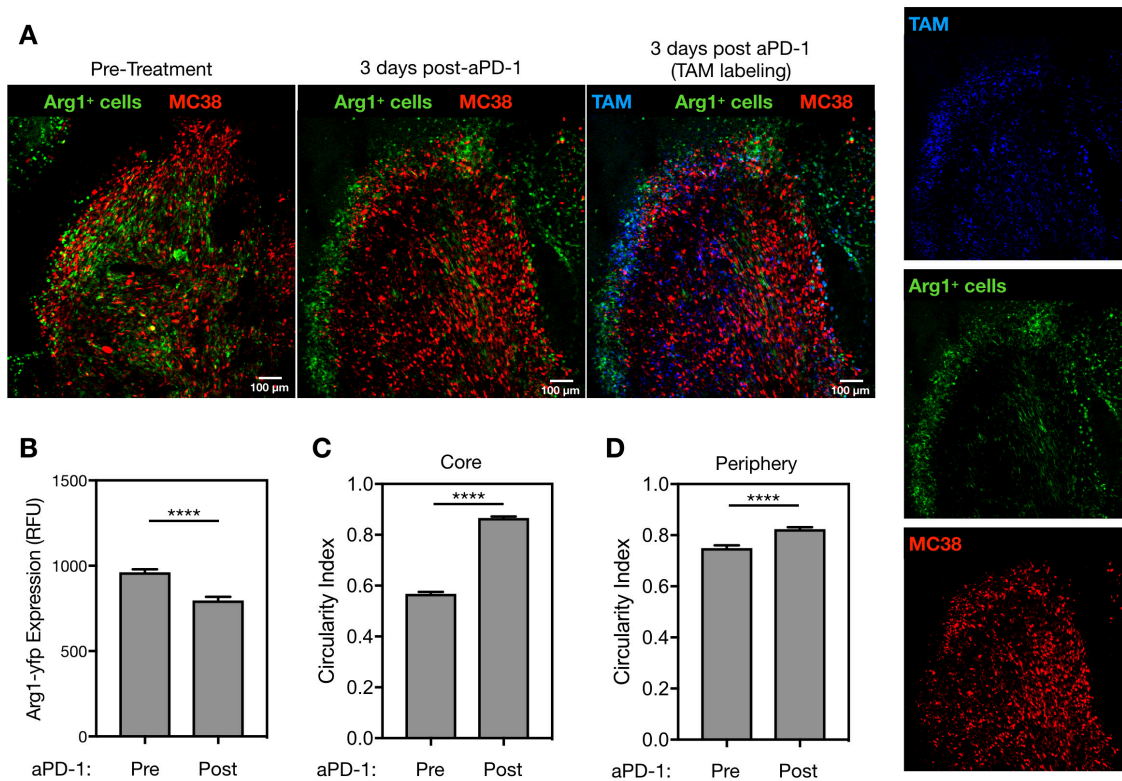 A
Pre-Treatment
3 days post-aPD-1
3 days post aPD-1
(TAM labeling)
Arg1⁺ cells MC38
Arg1⁺ cells MC38
TAM Arg1⁺ cells MC38
100 µm
100 µm
100 µm
TAM
Arg1⁺ cells
MC38
B
Arg1-yfp Expression (RFU)
1500
1000
500
0
****
aPD-1: Pre Post
C
Core
Circularity Index
1.0
0.8
0.6
0.4
0.2
0.0
****
aPD-1: Pre Post
D
Periphery
Circularity Index
1.0
0.8
0.6
0.4
0.2
0.0
****
aPD-1: Pre Post